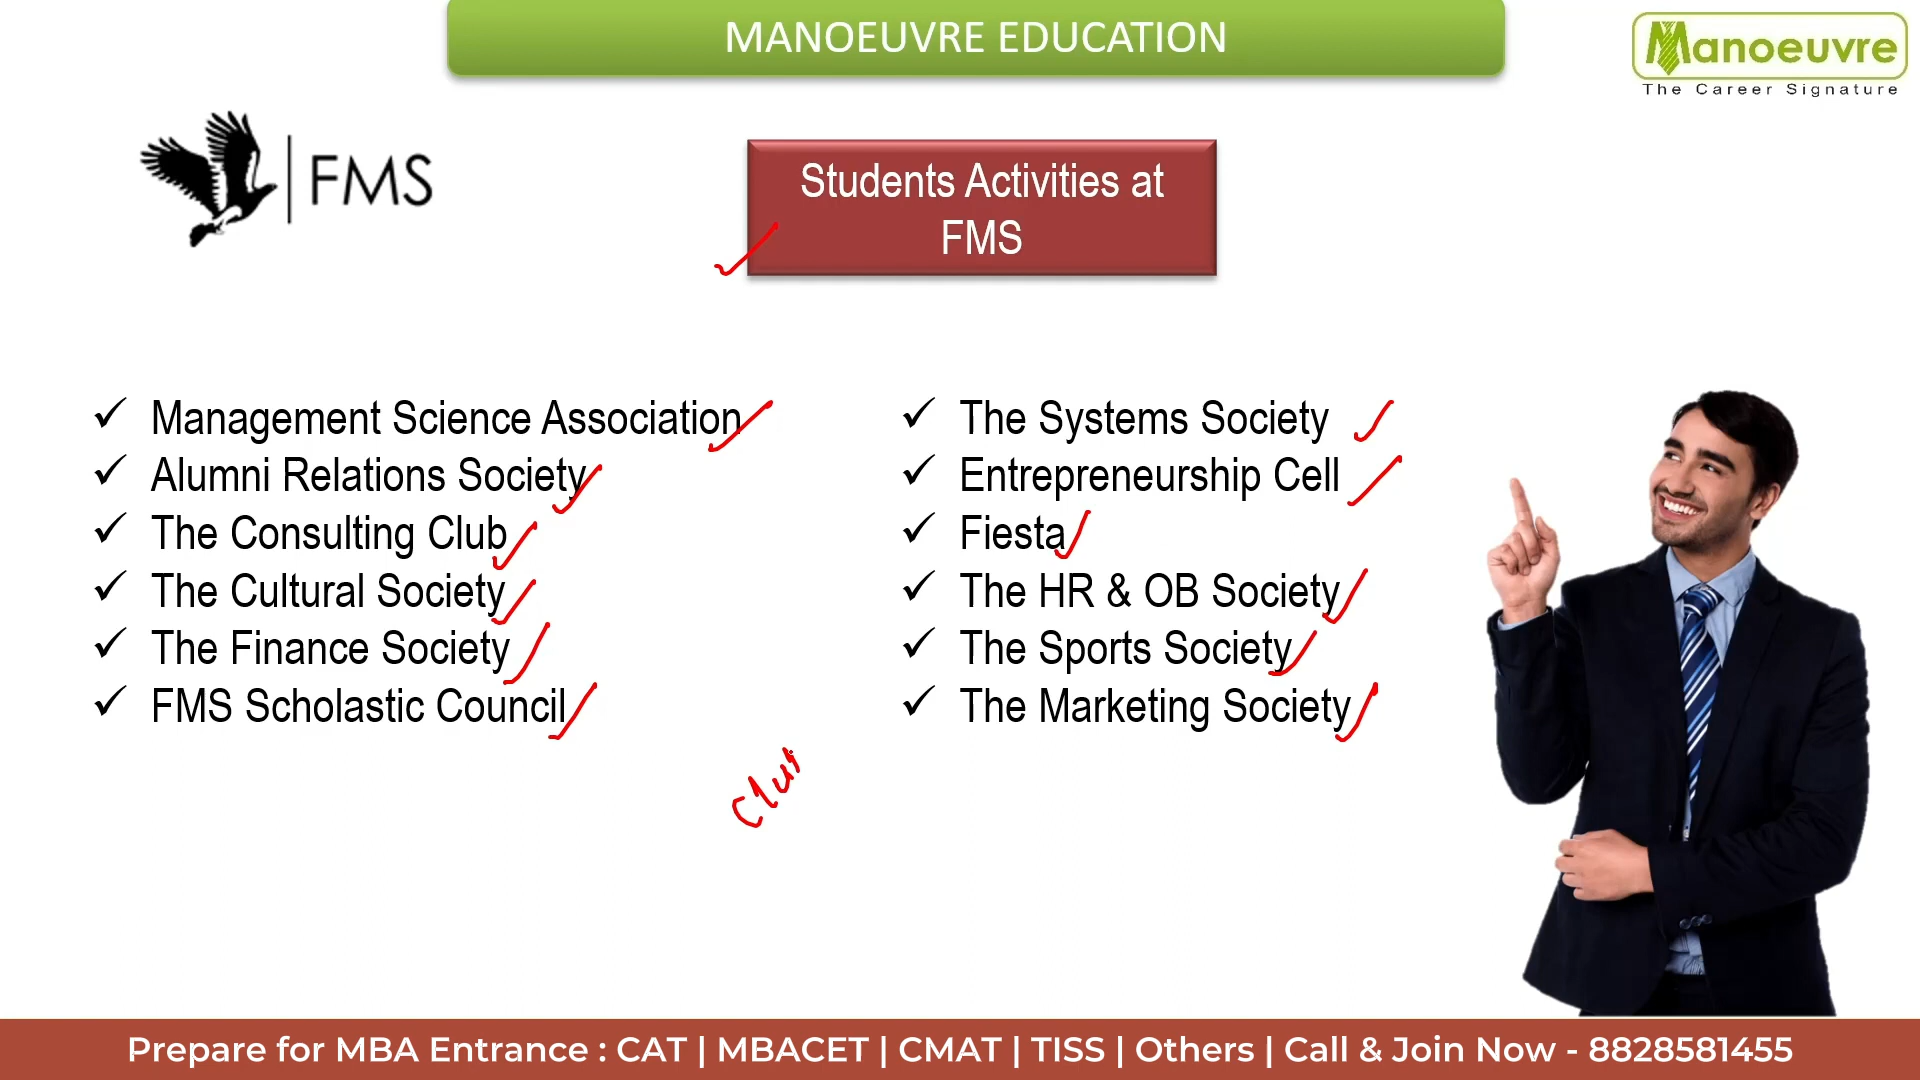 MANOEUVRE EDUCATION
Manoeuvre
The Career Signature
FMS
Students Activities at
FMS
Management Science Association
Alumni Relations Society
The Consulting Club
The Cultural Society
The Finance Society
FMS Scholastic Council
The Systems Society
Entrepreneurship Cell
Fiesta
The HR & OB Society
The Sports Society
The Marketing Society
Prepare for MBA Entrance : CAT | MBACET | CMAT | TISS | Others | Call & Join Now - 8828581455